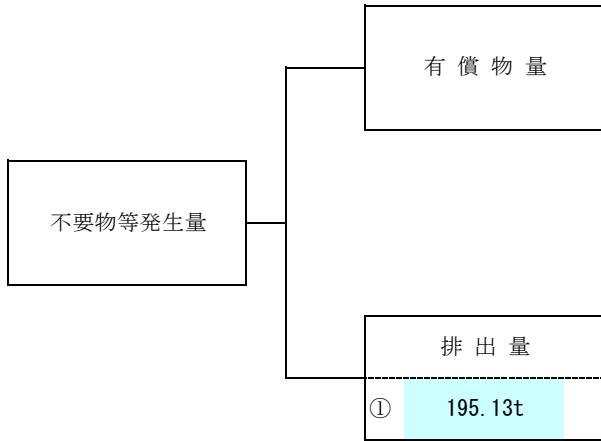 有 償 物 量
不要物等発生量
排 出 量
① 195.13t